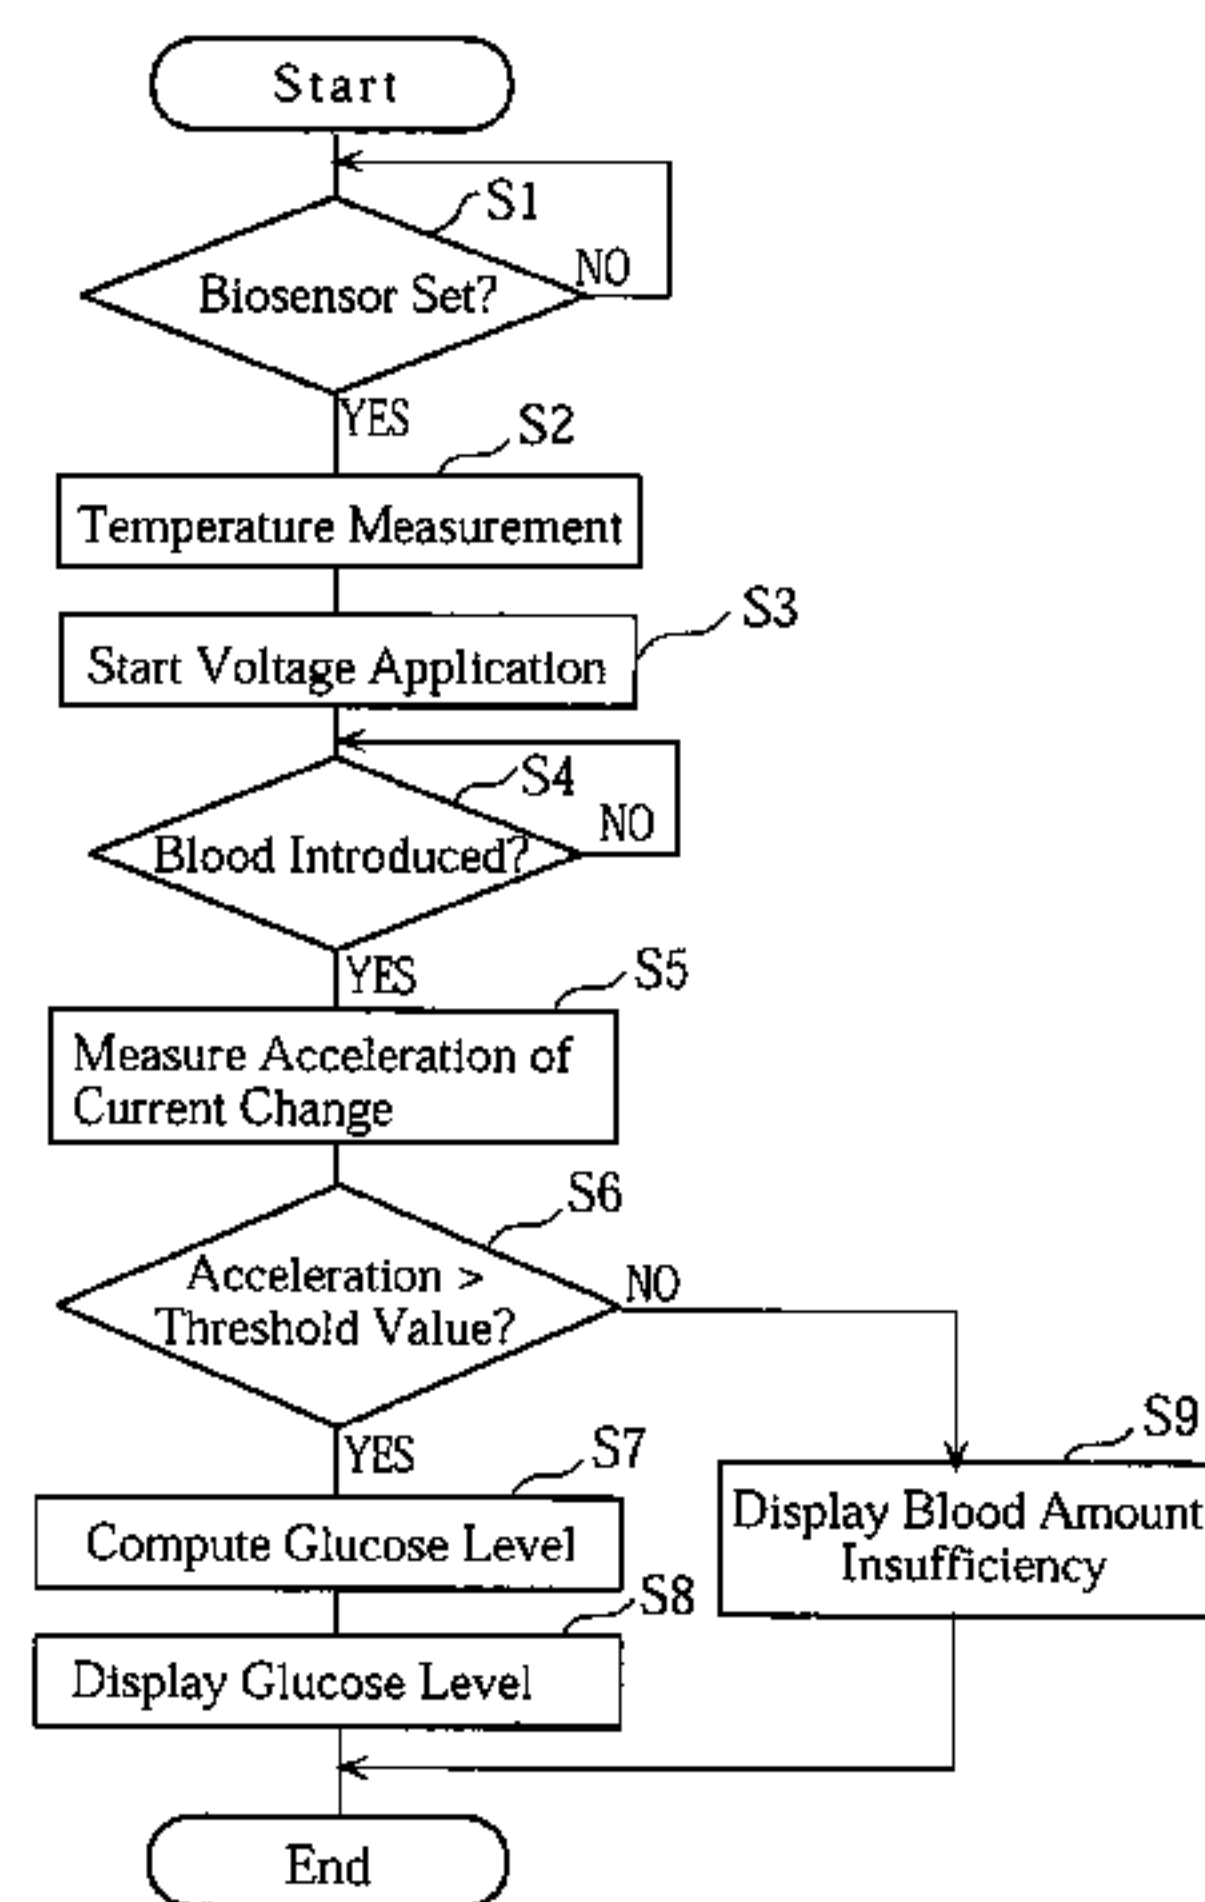 Start
S1
Biosensor Set?
NO
YES
S2
Temperature Measurement
S3
Start Voltage Application
S4
Blood Introduced?
NO
YES
S5
Measure Acceleration of
Current Change
S6
Acceleration >
Threshold Value?
NO
YES
S7
Compute Glucose Level
S9
Display Blood Amount
Insufficiency
S8
Display Glucose Level
End